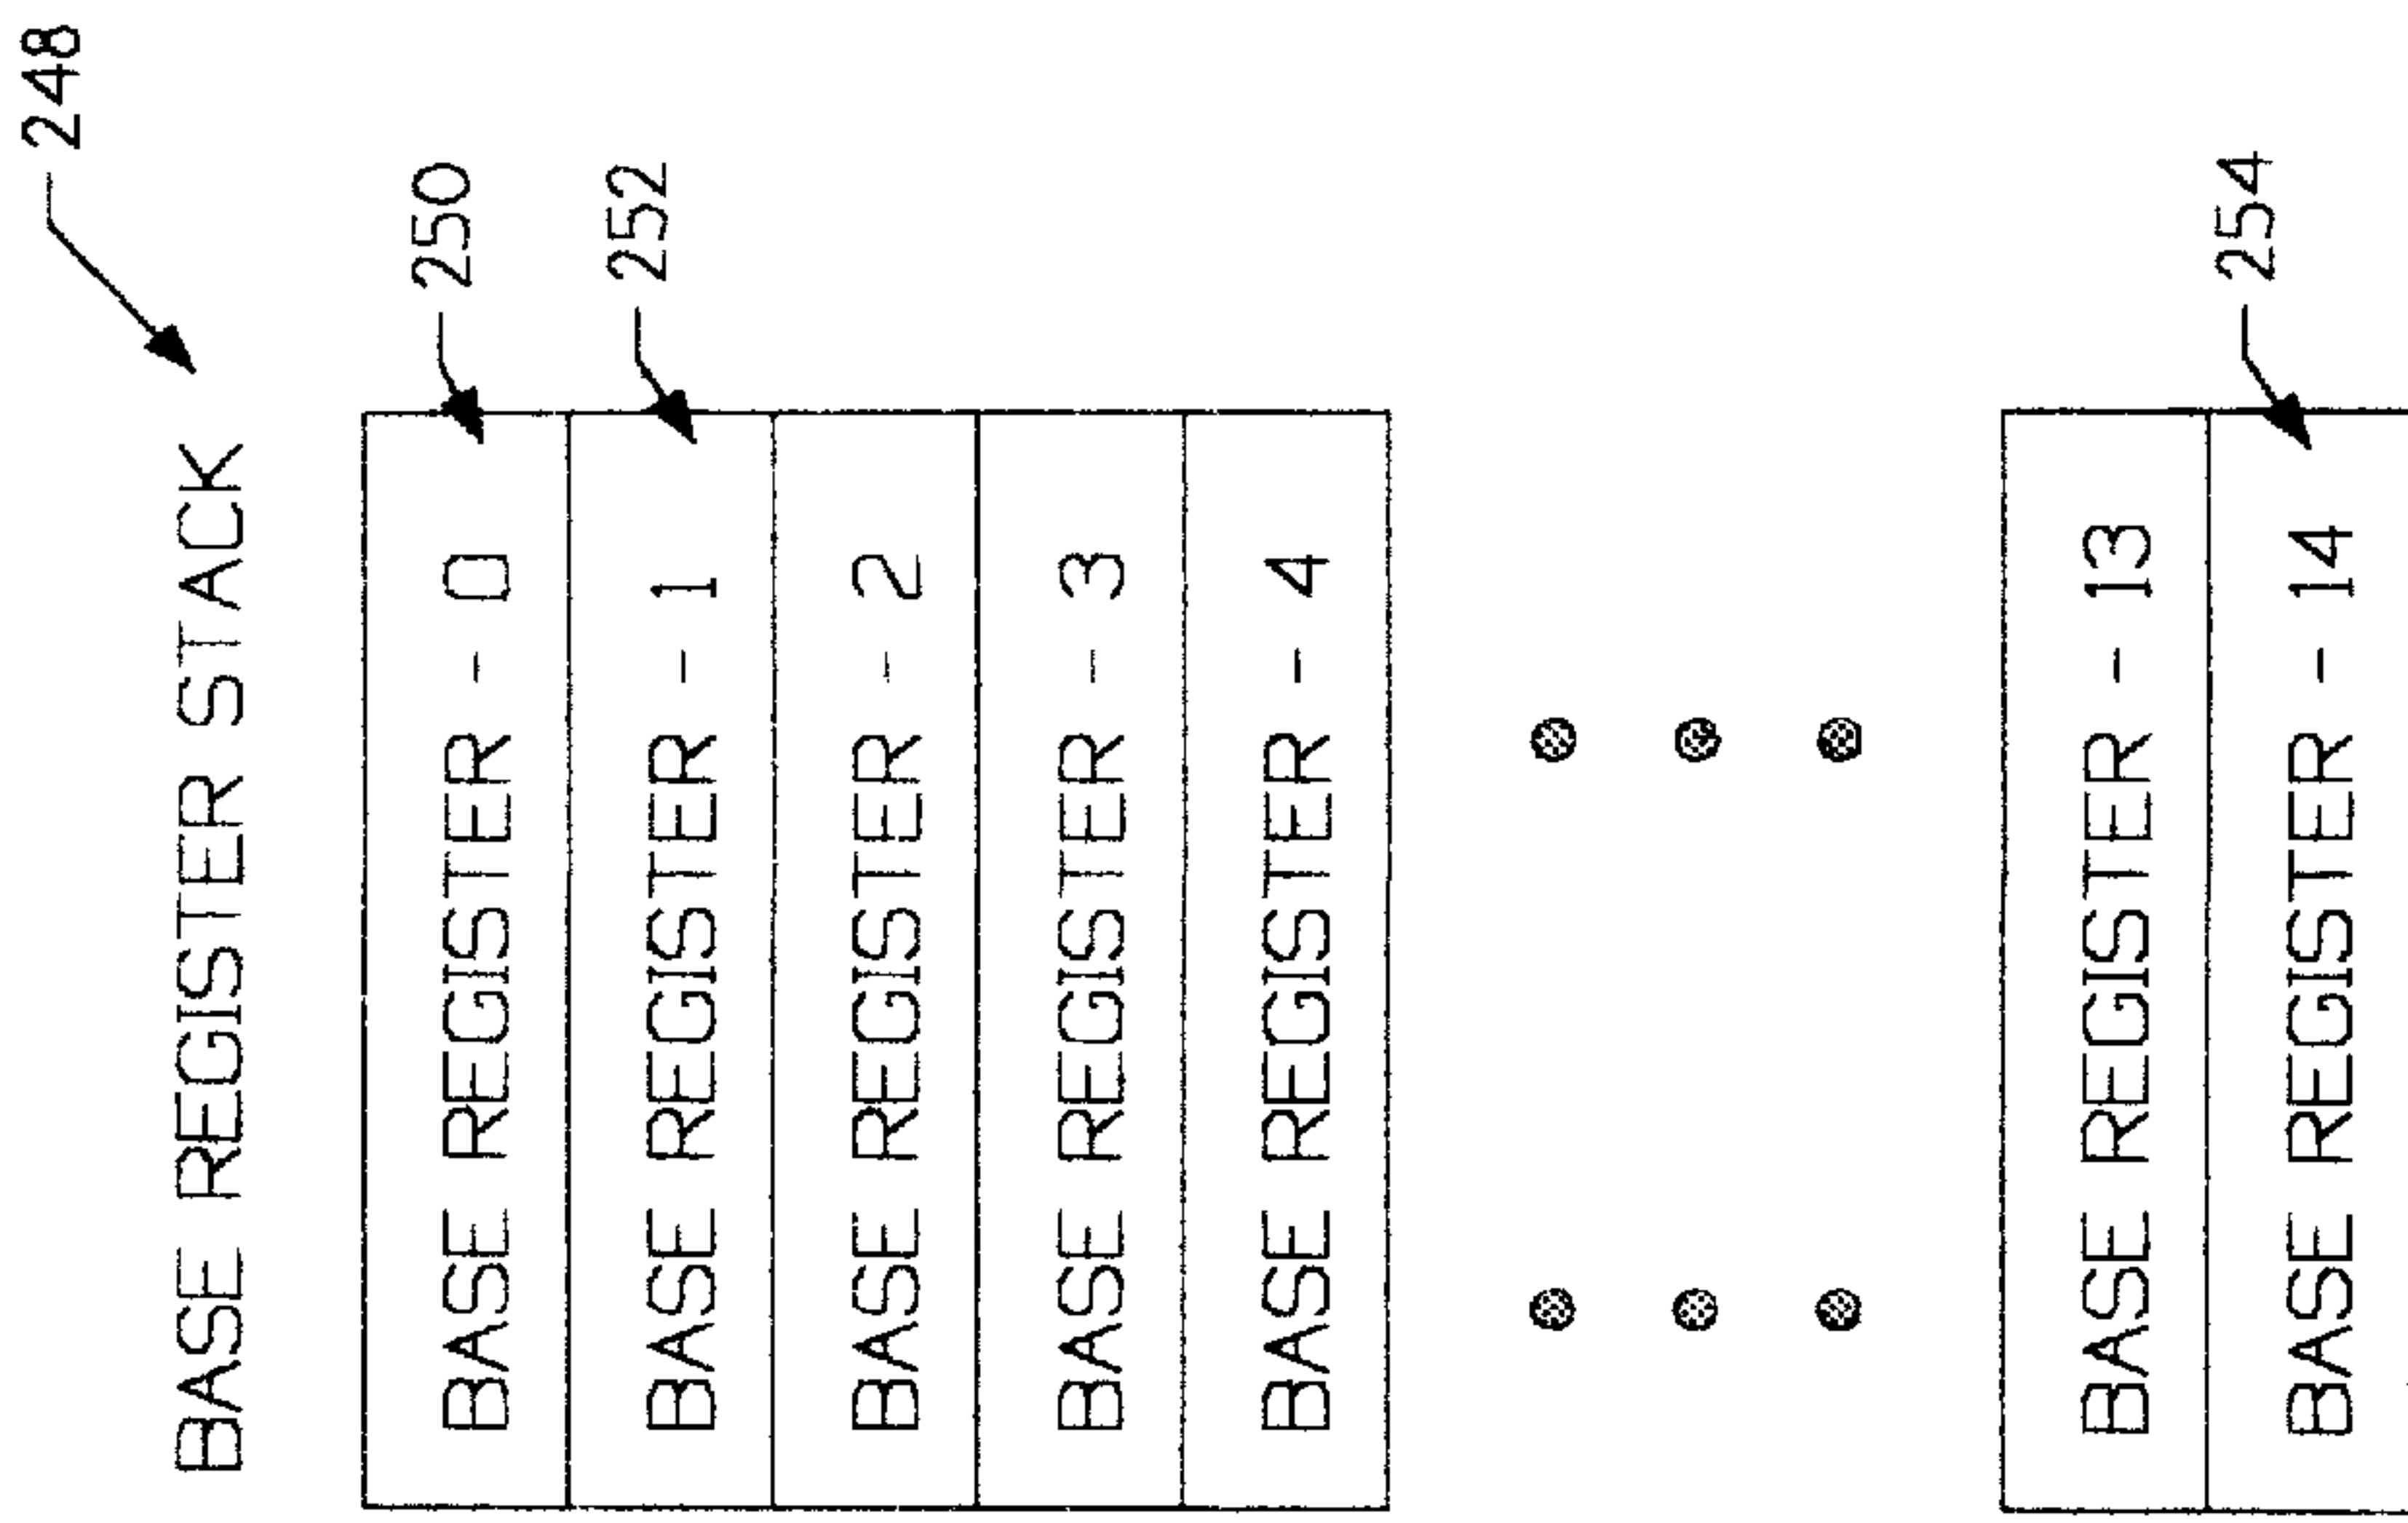 248
BASE REGISTER STACK
BASE REGISTER - 0
250
BASE REGISTER - 1
252
BASE REGISTER - 2
BASE REGISTER - 3
BASE REGISTER - 4
BASE REGISTER - 13
BASE REGISTER - 14
254